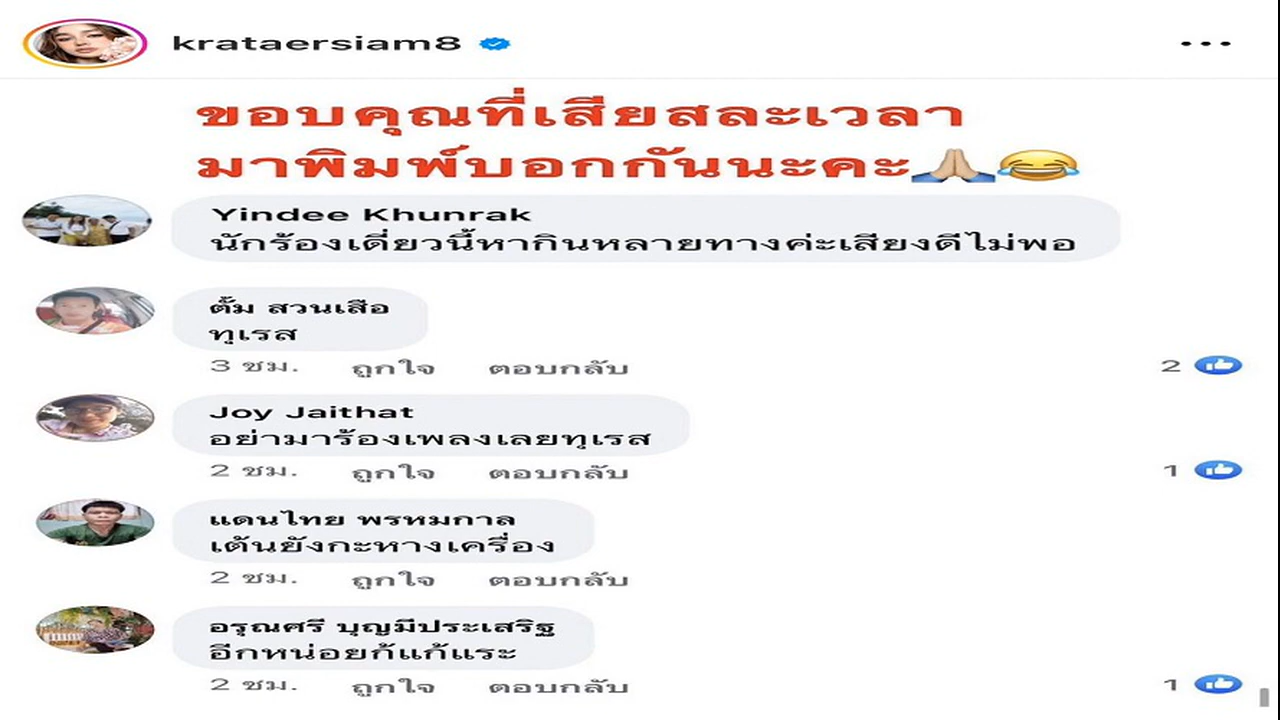 krataersiam8
ขอบคุณที่เสียสละเวลา
มาพิมพ์บอกกันนะคะ🙏😂
Yindee Khunrak
นักร้องเดี่ยวนี้หากินหลายทางค่ะเสียงดีไม่พอ
ตั้ม สวนเสือ
ทุเรส
3 ชม. ถูกใจ ตอบกลับ 2
Joy Jaithat
อย่ามาร้องเพลงเลยทุเรส
2 ชม. ถูกใจ ตอบกลับ 1
แดนไทย พรหมกาล
เต้นยังกะหางเครื่อง
2 ชม. ถูกใจ ตอบกลับ
อรุณศรี บุญมีประเสริฐ
อีกหน่อยก้แก้แระ
2 ชม. ถูกใจ ตอบกลับ 1